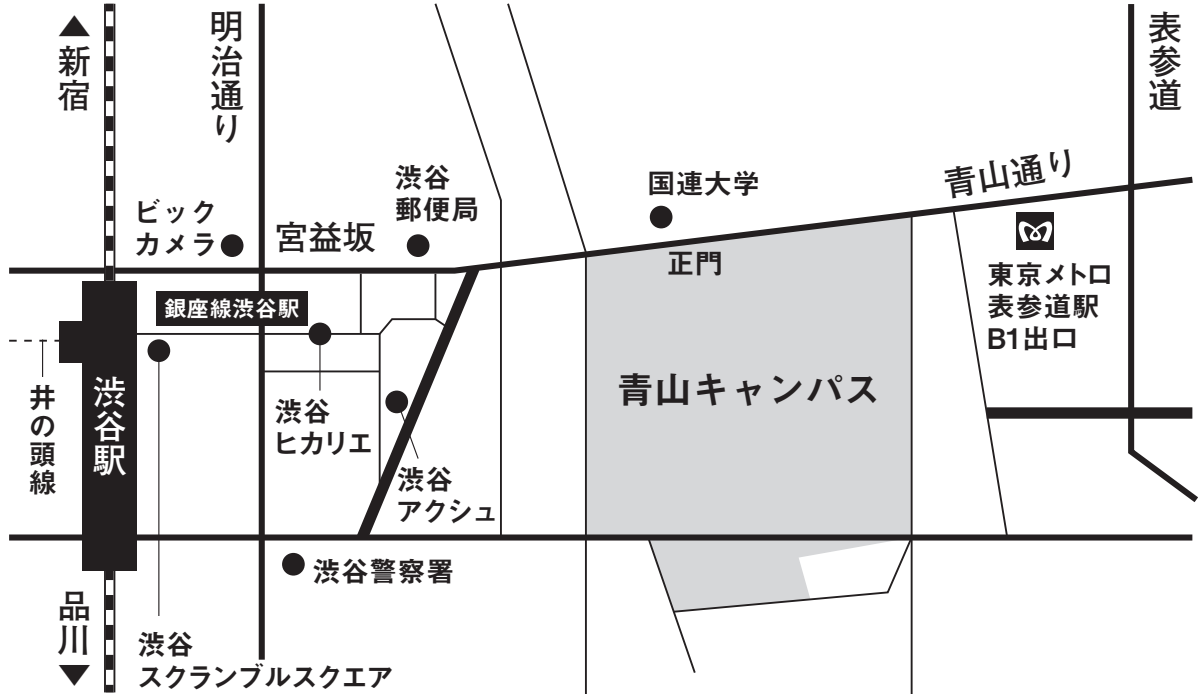 ▲新宿
明治通り
表参道
青山通り
国連大学
渋谷
郵便局
ビック
カメラ
宮益坂
正門
東京メトロ
表参道駅
B1出口
銀座線渋谷駅
青山キャンパス
井の頭線
渋谷駅
渋谷
ヒカリエ
渋谷
アクシュ
渋谷警察署
品川▼
渋谷
スクランブルスクエア